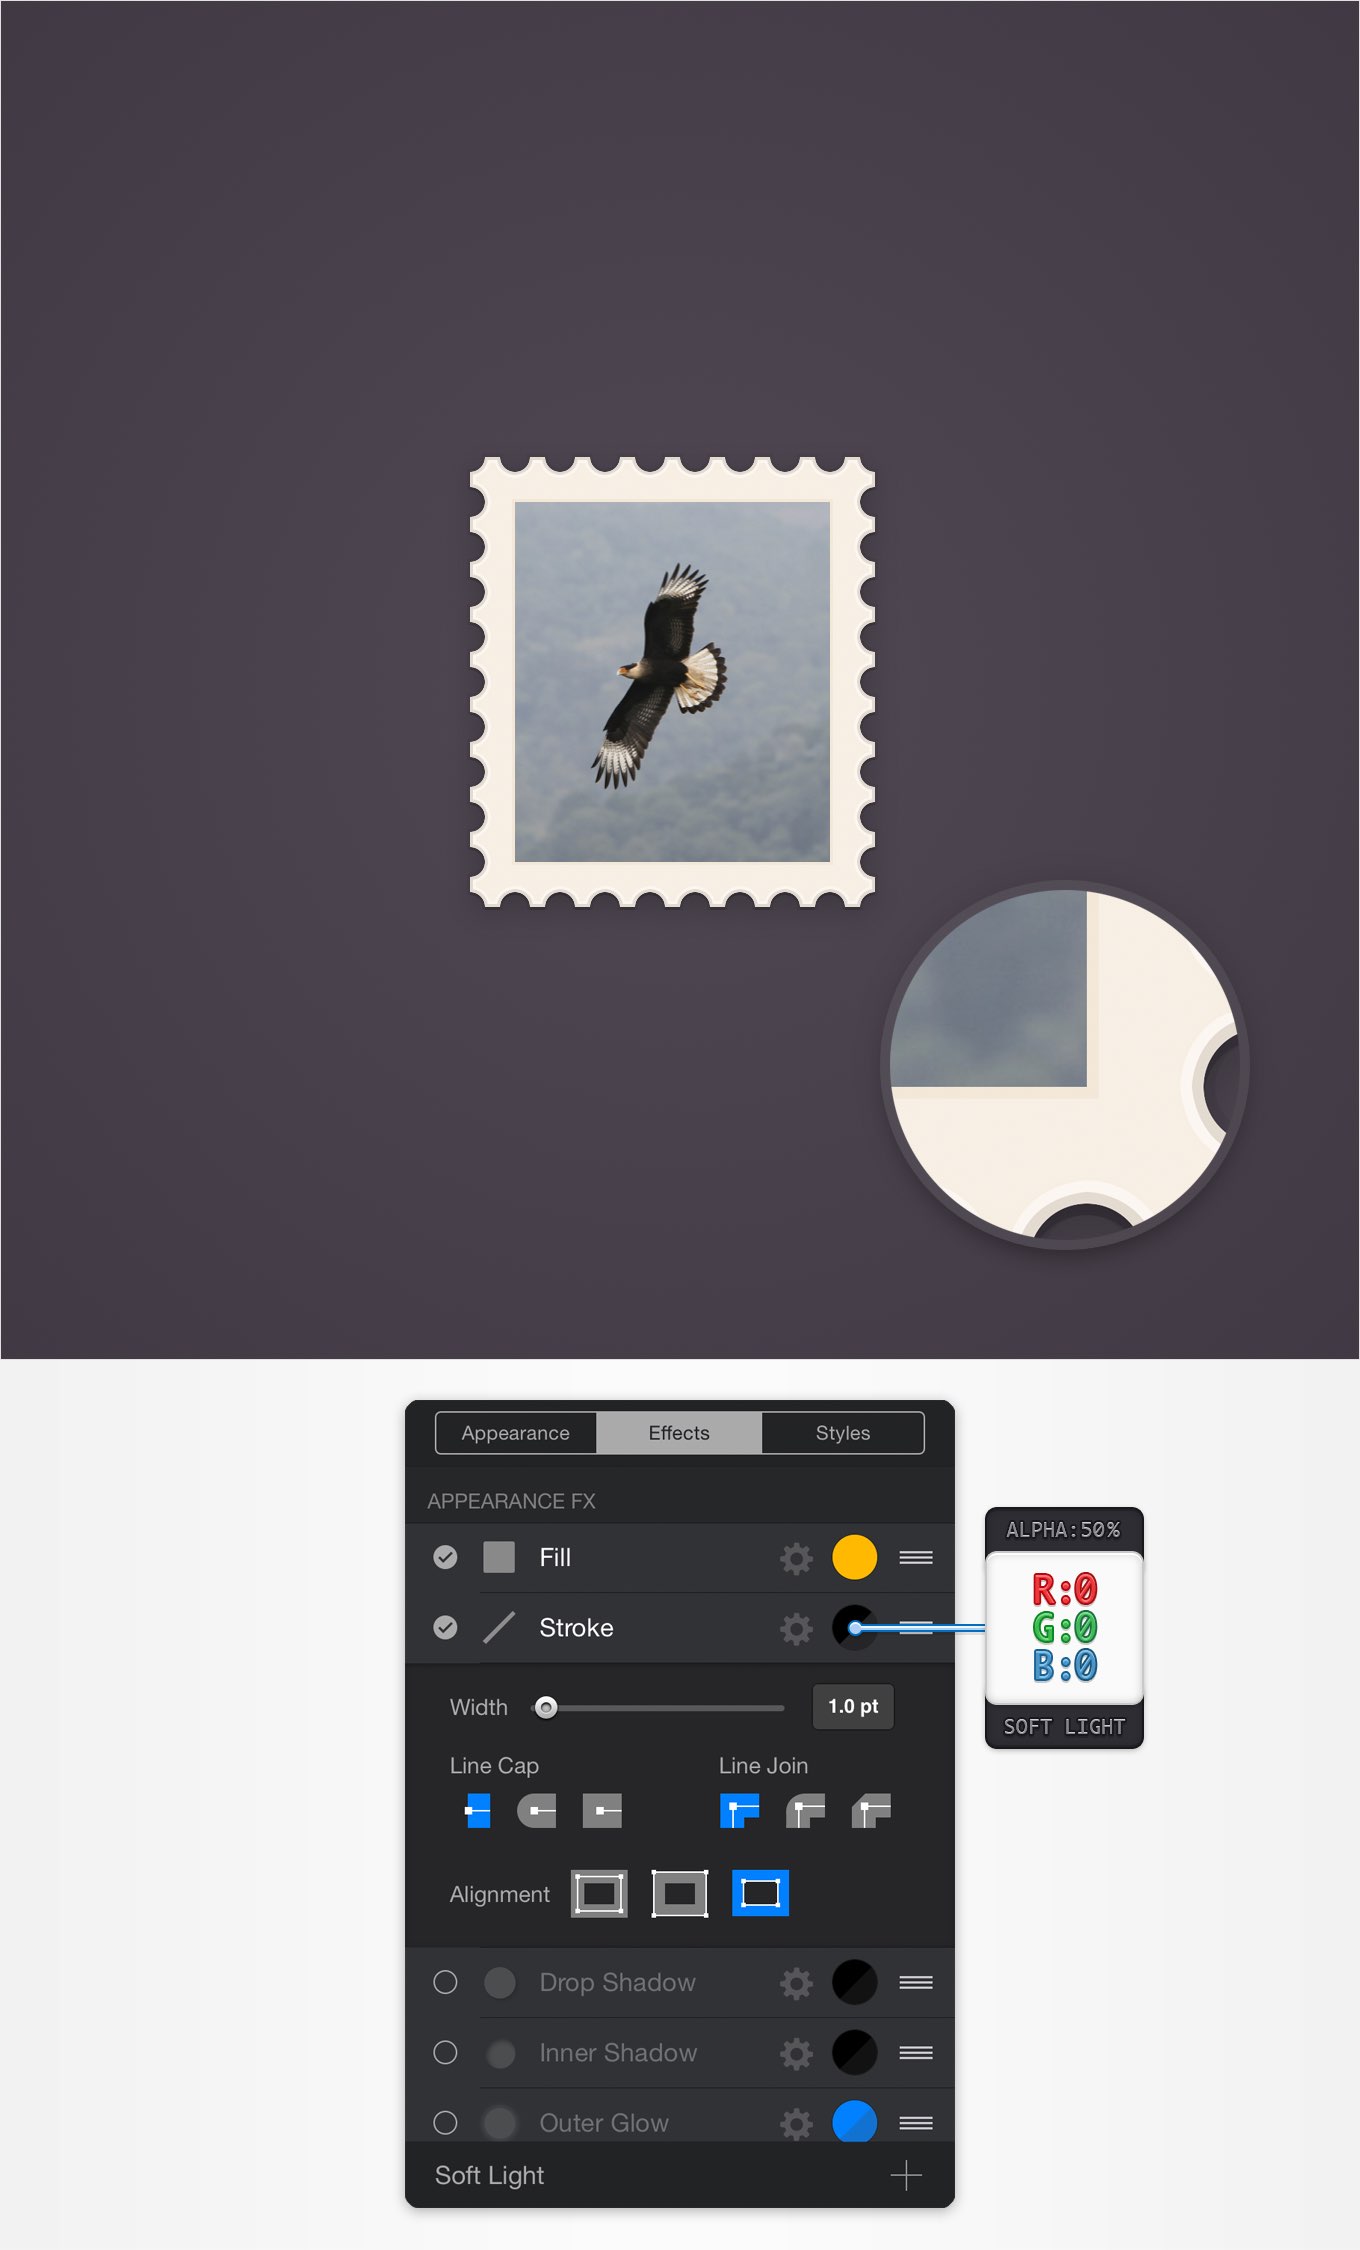 Appearance Effects Styles
APPEARANCE FX
Fill
Stroke
Width 1.0 pt
Line Cap Line Join
Alignment
Drop Shadow
Inner Shadow
Outer Glow
Soft Light
ALPHA:50%
R:0
G:0
B:0
SOFT LIGHT